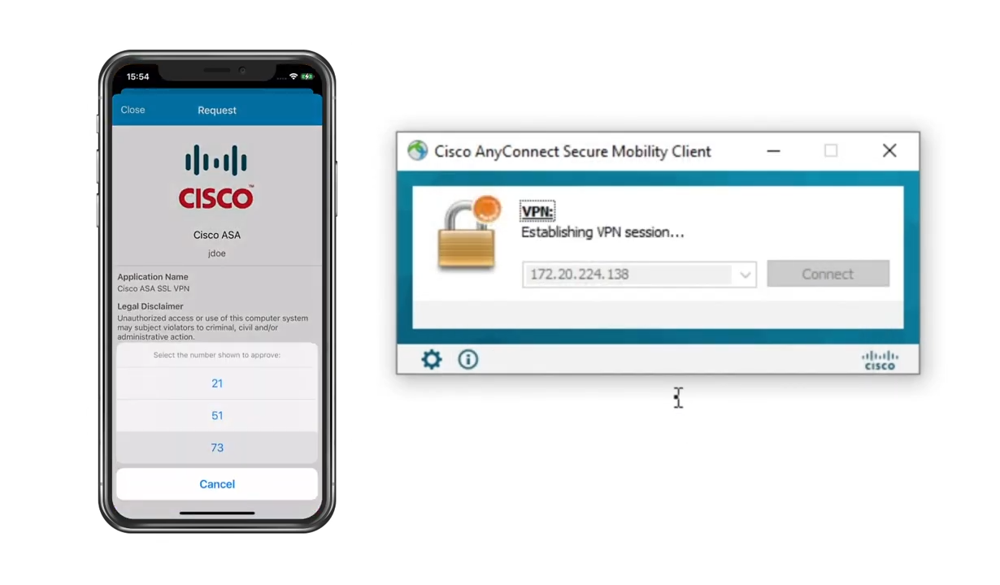 15:54
Close
Request
CISCO™
Cisco ASA
jdoe
Application Name
Cisco ASA SSL VPN
Legal Disclaimer
Unauthorized access or use of this computer system
may subject violators to criminal, civil and/or
administrative action.
Select the number shown to approve:
21
51
73
Cancel
Cisco AnyConnect Secure Mobility Client
VPN:
Establishing VPN session...
172.20.224.138
Connect
CISCO